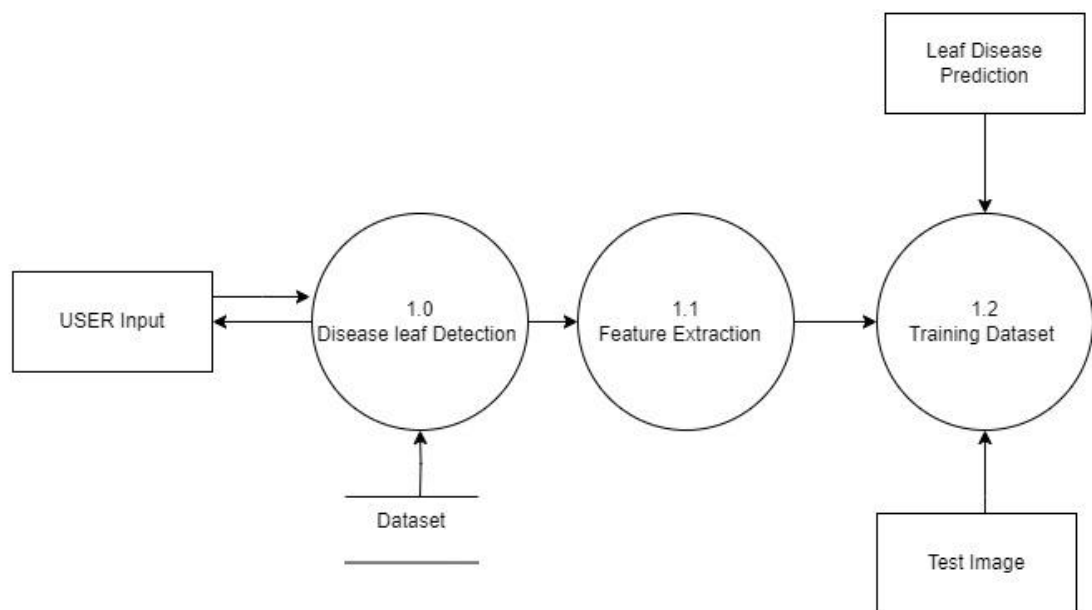 Leaf Disease
Prediction
USER Input
1.0
Disease leaf Detection
1.1
Feature Extraction
1.2
Training Dataset
Dataset
Test Image